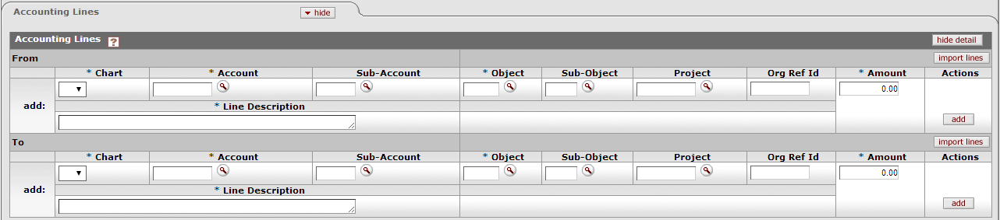 Accounting Lines
hide
Accounting Lines ? hide detail
From import lines
* Chart * Account Sub-Account * Object Sub-Object Project Org Ref Id * Amount Actions
add: 0.00
* Line Description
add
To import lines
* Chart * Account Sub-Account * Object Sub-Object Project Org Ref Id * Amount Actions
add: 0.00
* Line Description
add